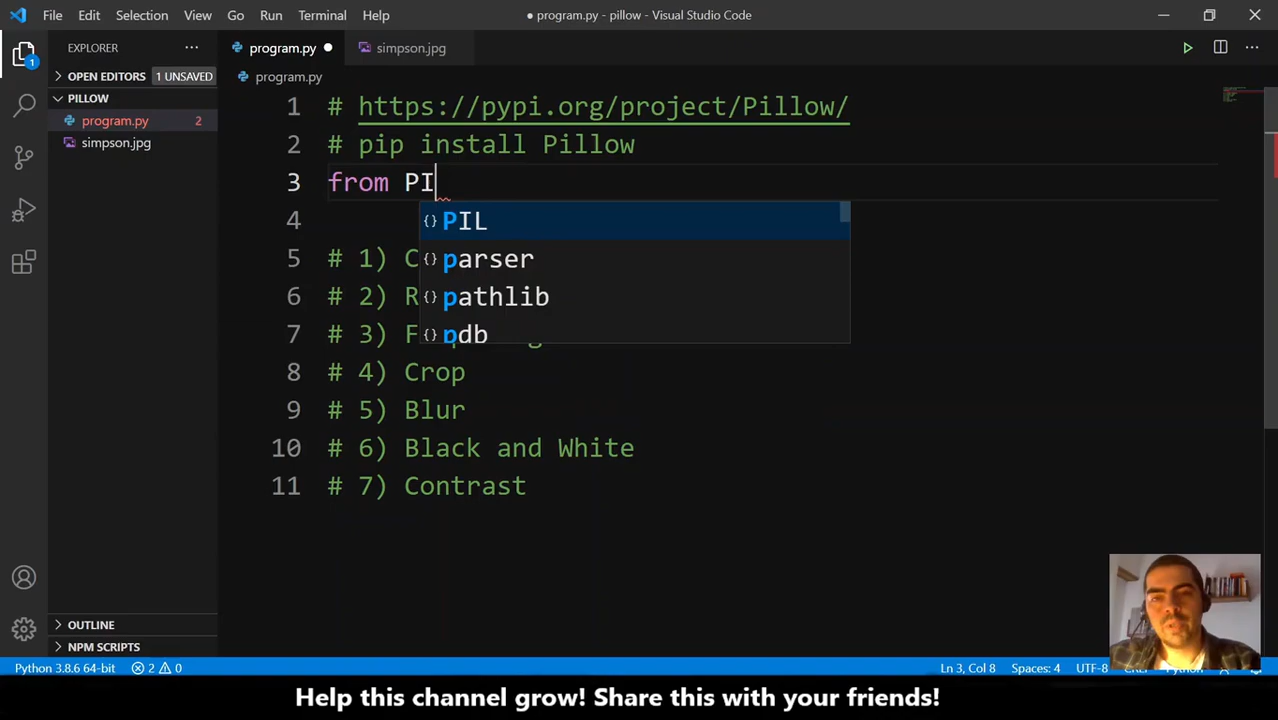 File Edit Selection View Go Run Terminal Help
● program.py - pillow - Visual Studio Code
EXPLORER
program.py
simpson.jpg
OPEN EDITORS 1 UNSAVED
program.py
PILLOW
program.py 2
simpson.jpg
1 # https://pypi.org/project/Pillow/
2 # pip install Pillow
3 from PI
PIL
parser
pathlib
pdb
4
5 # 1) C
6 # 2) R
7 # 3) F
8 # 4) Crop
9 # 5) Blur
10 # 6) Black and White
11 # 7) Contrast
OUTLINE
NPM SCRIPTS
Python 3.8.6 64-bit 2 0 Ln 3, Col 8 Spaces: 4 UTF-8
Help this channel grow! Share this with your friends!